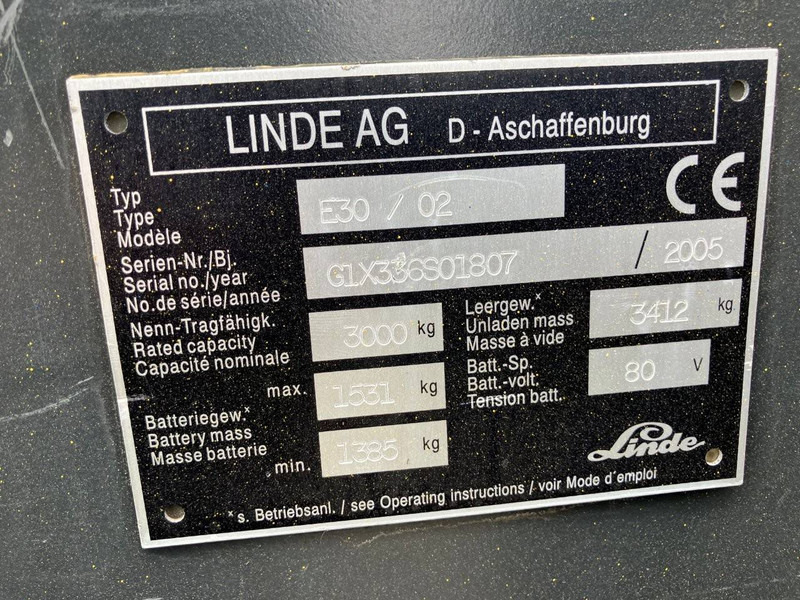 LINDE AG D - Aschaffenburg
Typ
Type
Modèle
E30 / 02
CE
Serien-Nr./Bj.
Serial no./year
No.de série/année
G1X336S01807 / 2005
Nenn-Tragfähigk.
Rated capacity
Capacité nominale
3000 kg
Leergew.x
Unladen mass
Masse à vide
3412 kg
Batteriegew.x
Battery mass
Masse batterie
max. 1531 kg
min. 1385 kg
Batt.-Sp.
Batt.-volt.
Tension batt.
80 V
Linde
x s. Betriebsanl. / see Operating instructions / voir Mode d´emploi